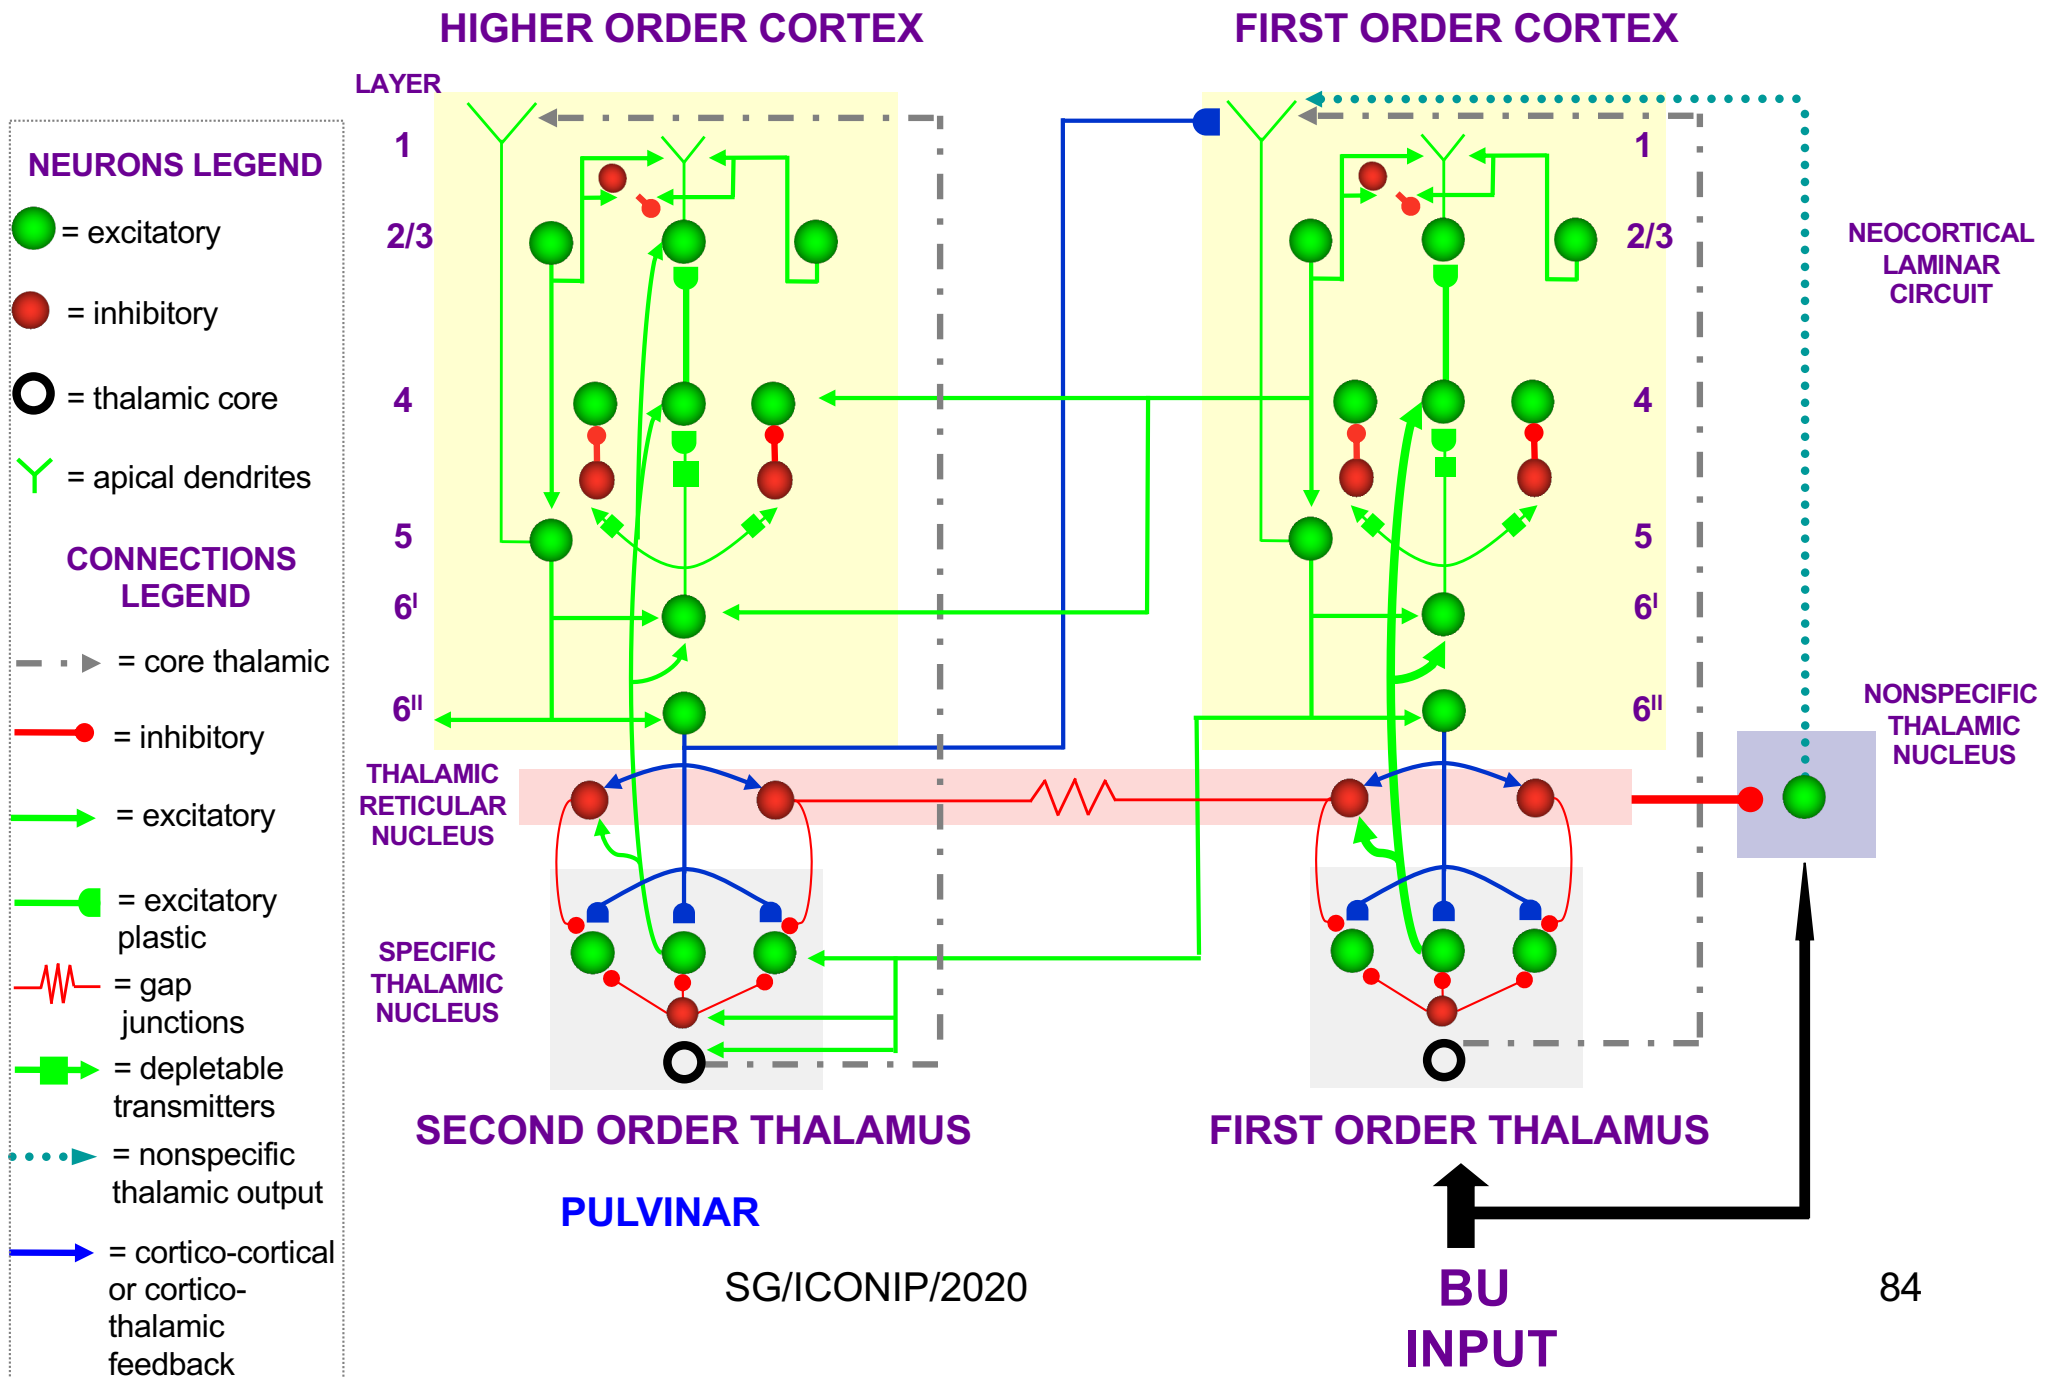 HIGHER ORDER CORTEX
FIRST ORDER CORTEX
LAYER
1
2/3
4
5
6I
6II
1
2/3
4
5
6I
6II
NEURONS LEGEND
= excitatory
= inhibitory
= thalamic core
= apical dendrites
CONNECTIONS
LEGEND
= core thalamic
= inhibitory
= excitatory
= excitatory
plastic
= gap
junctions
= depletable
transmitters
= nonspecific
thalamic output
= cortico-cortical
or cortico-
thalamic
feedback
THALAMIC
RETICULAR
NUCLEUS
SPECIFIC
THALAMIC
NUCLEUS
NEOCORTICAL
LAMINAR
CIRCUIT
NONSPECIFIC
THALAMIC
NUCLEUS
SECOND ORDER THALAMUS
FIRST ORDER THALAMUS
PULVINAR
SG/ICONIP/2020
BU
INPUT
84